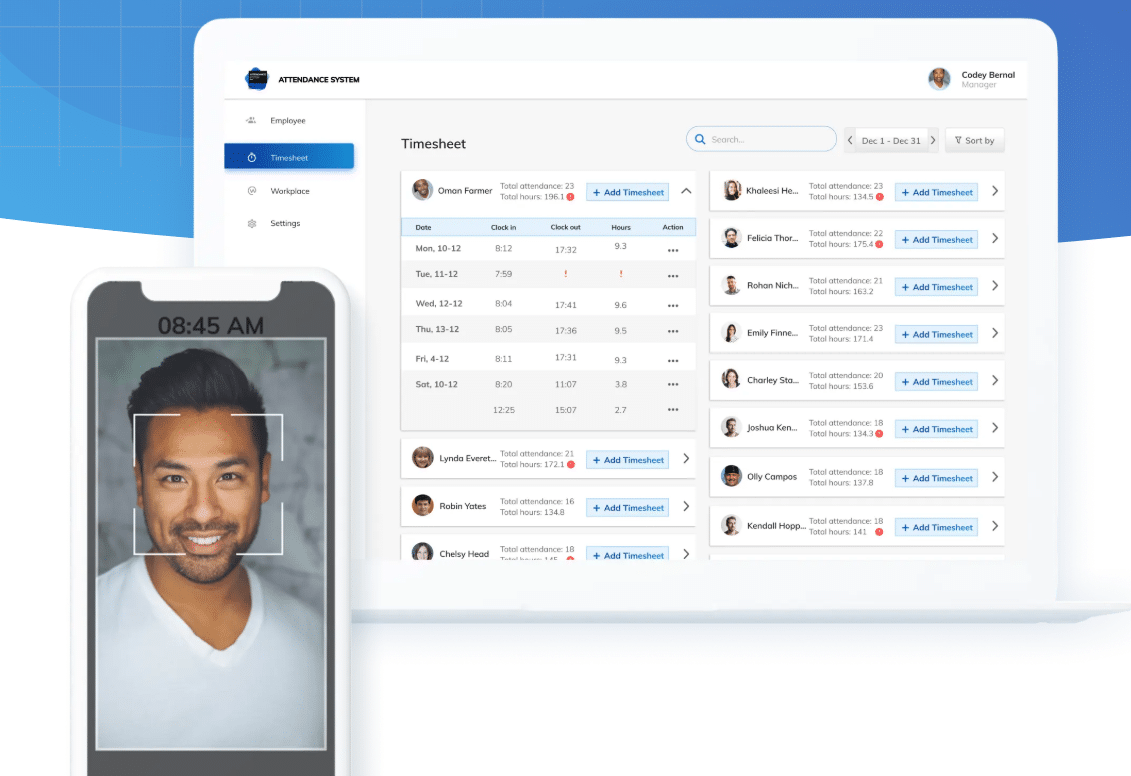 ATTENDANCE SYSTEM
Codey Bernal
Manager
Employee
Timesheet
Workplace
Settings
Timesheet
Search...
Dec 1 - Dec 31
Sort by
Oman Farmer
Total attendance: 23
Total hours: 196.1
+ Add Timesheet
Date Clock in Clock out Hours Action
Mon, 10-12 8:12 17:32 9.3 •••
Tue, 11-12 7:59 ! ! •••
Wed, 12-12 8:04 17:41 9.6 •••
Thu, 13-12 8:05 17:36 9.5 •••
Fri, 4-12 8:11 17:31 9.3 •••
Sat, 10-12 8:20 11:07 3.8 •••
12:25 15:07 2.7 •••
Lynda Everet...
Total attendance: 21
Total hours: 172.1
+ Add Timesheet
Robin Yates
Total attendance: 16
Total hours: 134.8
+ Add Timesheet
Chelsy Head
Total attendance: 18
Total hours: 145
+ Add Timesheet
Khaleesi He...
Total attendance: 23
Total hours: 134.5
+ Add Timesheet
Felicia Thor...
Total attendance: 22
Total hours: 175.4
+ Add Timesheet
Rohan Nich...
Total attendance: 21
Total hours: 163.2
+ Add Timesheet
Emily Finne...
Total attendance: 23
Total hours: 171.4
+ Add Timesheet
Charley Sta...
Total attendance: 20
Total hours: 153.6
+ Add Timesheet
Joshua Ken...
Total attendance: 18
Total hours: 134.3
+ Add Timesheet
Olly Campos
Total attendance: 18
Total hours: 137.8
+ Add Timesheet
Kendall Hopp...
Total attendance: 18
Total hours: 141
+ Add Timesheet
08:45 AM